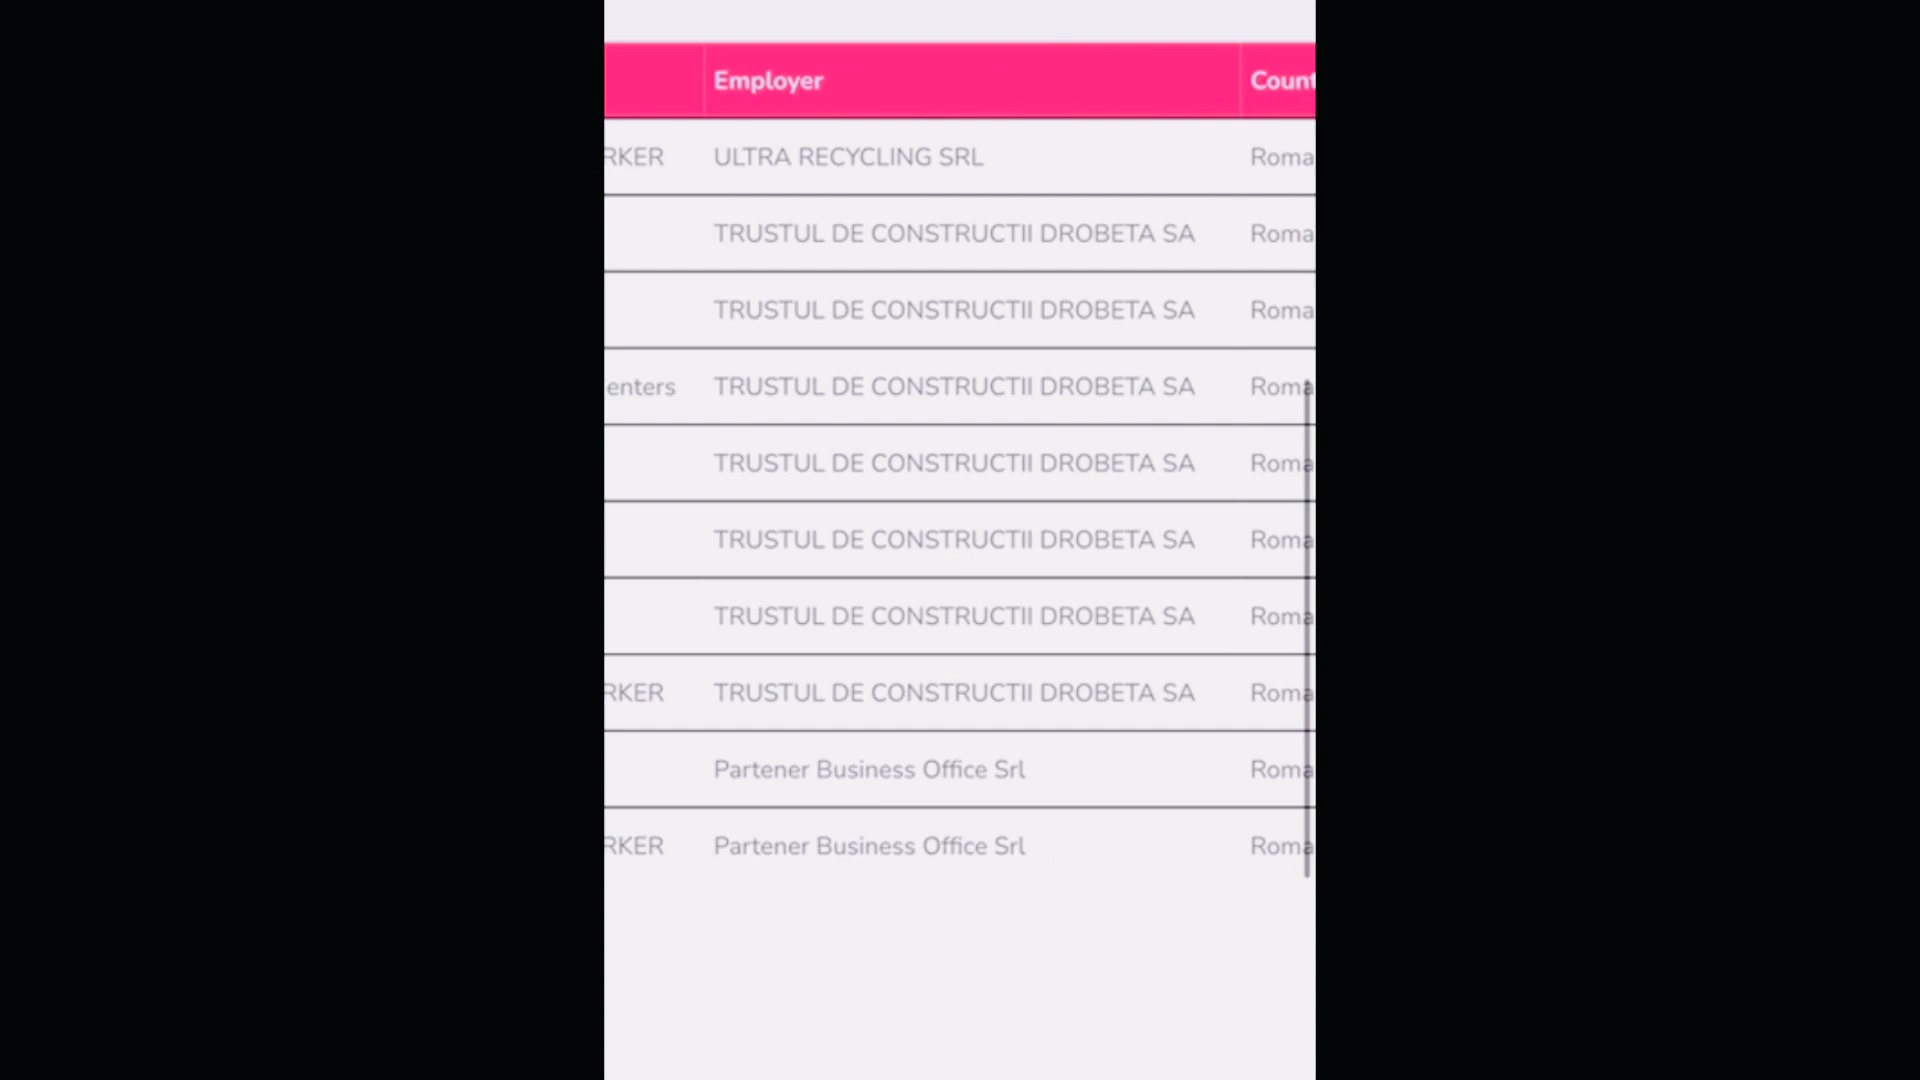 Employer Count
RKER ULTRA RECYCLING SRL Roma
TRUSTUL DE CONSTRUCTII DROBETA SA Roma
TRUSTUL DE CONSTRUCTII DROBETA SA Roma
enters TRUSTUL DE CONSTRUCTII DROBETA SA Roma
TRUSTUL DE CONSTRUCTII DROBETA SA Roma
TRUSTUL DE CONSTRUCTII DROBETA SA Roma
TRUSTUL DE CONSTRUCTII DROBETA SA Roma
RKER TRUSTUL DE CONSTRUCTII DROBETA SA Roma
Partener Business Office Srl Roma
RKER Partener Business Office Srl Roma